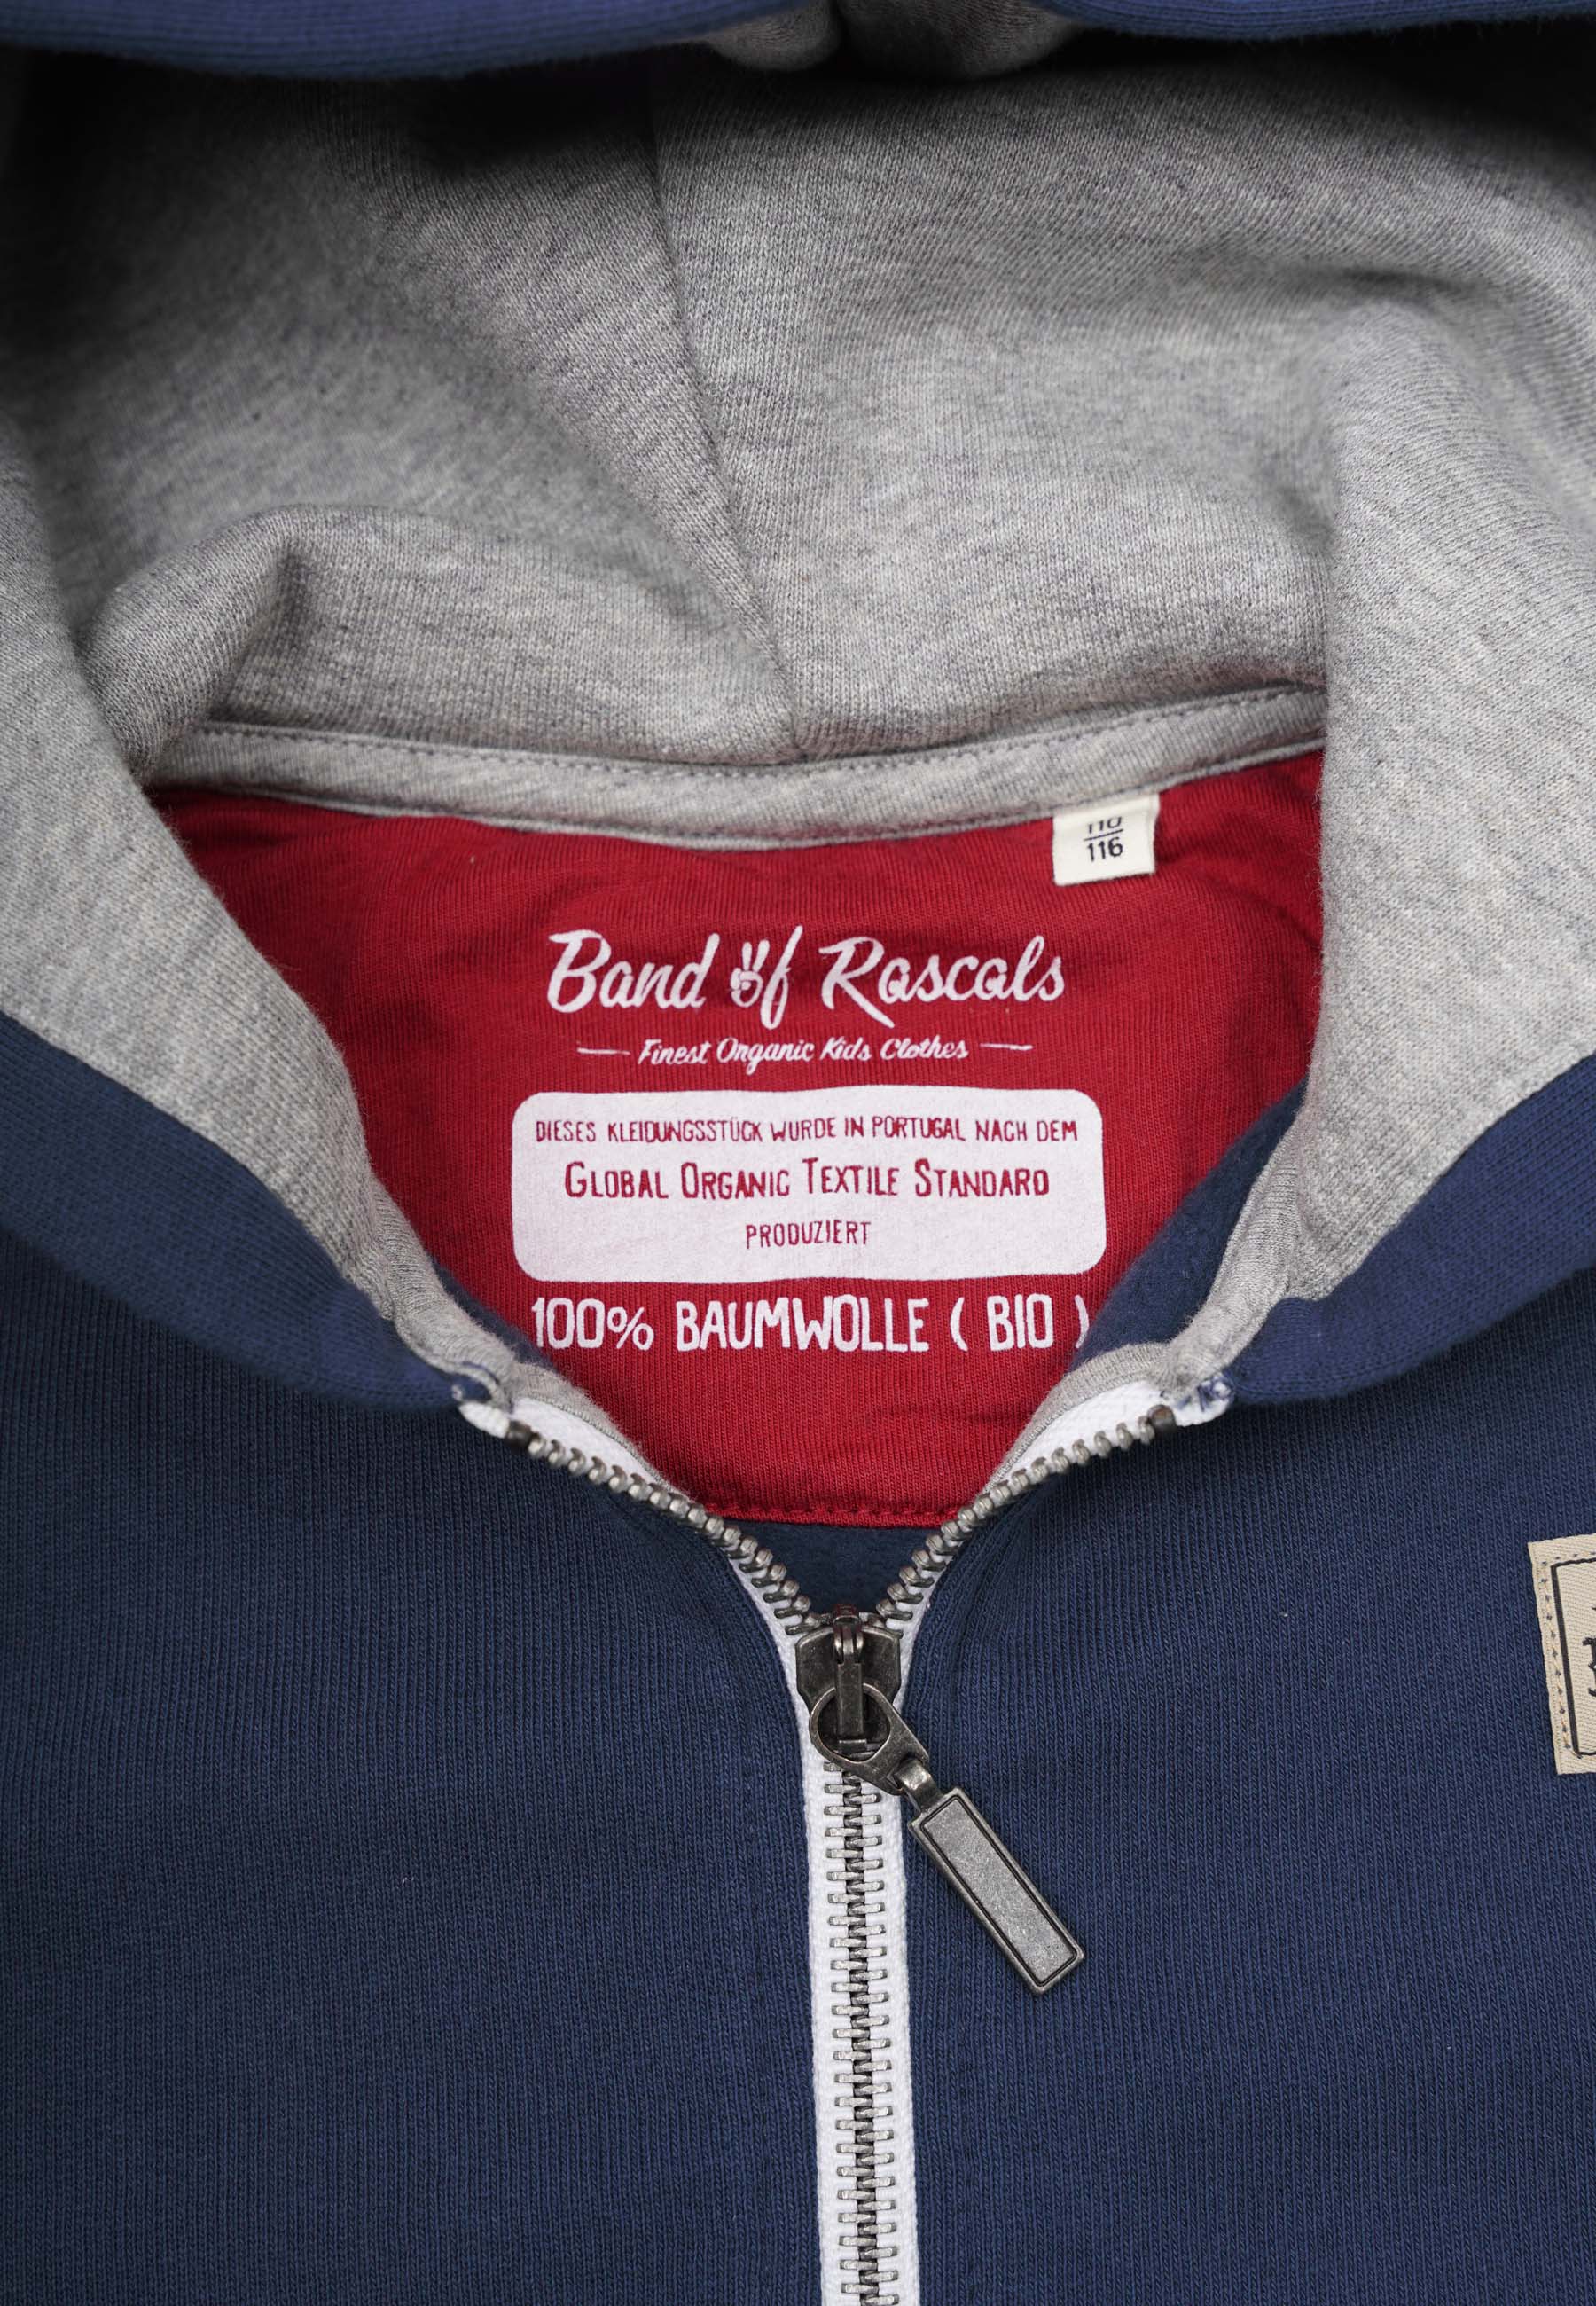 110
116
Band of Rascals
Finest Organic Kids Clothes
DIESES KLEIDUNGSSTÜCK WURDE IN PORTUGAL NACH DEM
GLOBAL ORGANIC TEXTILE STANDARD
PRODUZIERT
100% BAUMWOLLE ( BIO )